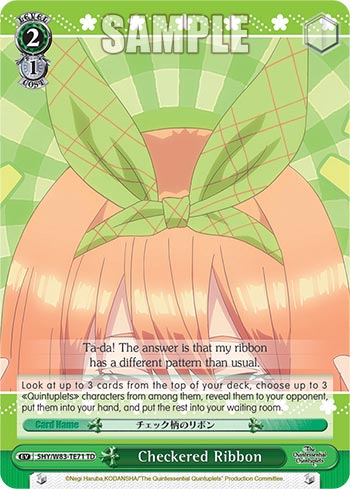 SAMPLE
LEVEL
2
1
COST
Ta-da! The answer is that my ribbon
has a different pattern than usual.
Look at up to 3 cards from the top of your deck, choose up to 3
«Quintuplets» characters from among them, reveal them to your opponent,
put them into your hand, and put the rest into your waiting room.
Card Name チェック柄のリボン
EV 5HY/W83-TE71 TD Checkered Ribbon
The Quintessential Quintuplets
©Negi Haruba,KODANSHA/"The Quintessential Quintuplets" Production Committee.